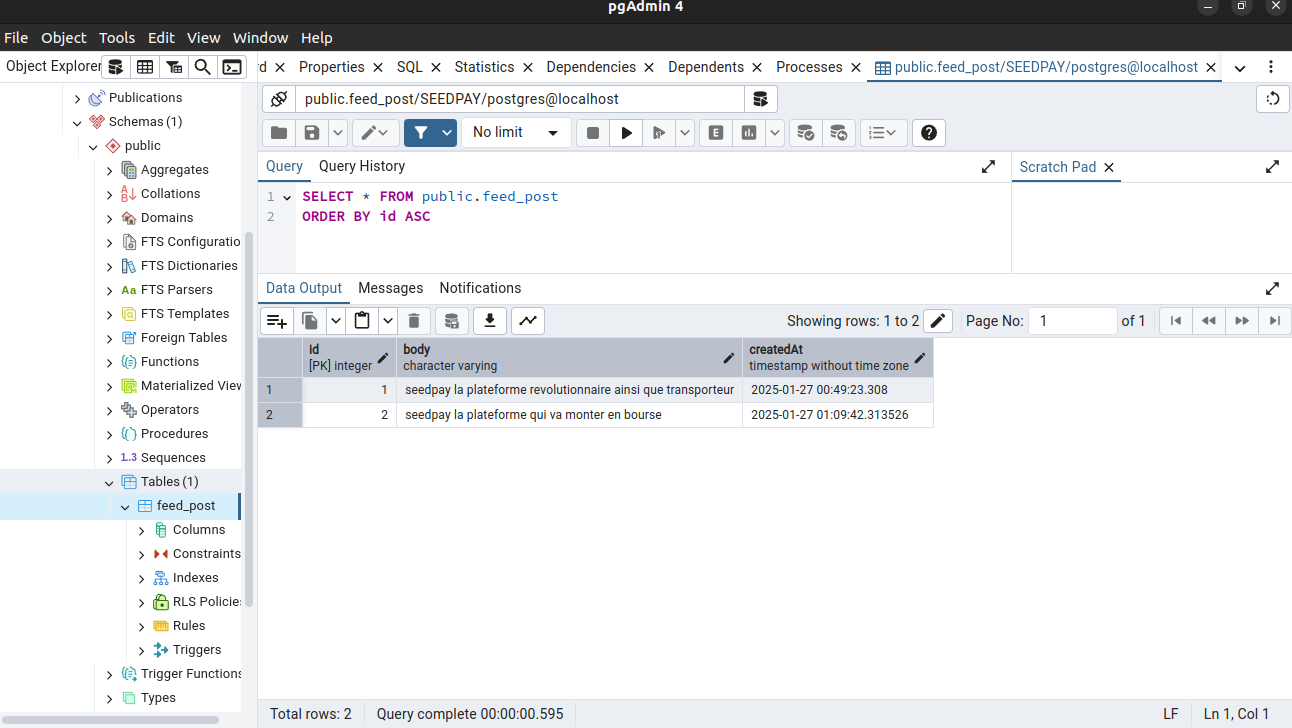 pgAdmin 4
File Object Tools Edit View Window Help
Object Explorer
rd Properties SQL Statistics Dependencies Dependents Processes public.feed_post/SEEDPAY/postgres@localhost
public.feed_post/SEEDPAY/postgres@localhost
No limit
E
Query Query History
Scratch Pad
1 SELECT * FROM public.feed_post
2 ORDER BY id ASC
Data Output Messages Notifications
Showing rows: 1 to 2 Page No: 1 of 1
id body createdAt
[PK] integer character varying timestamp without time zone
1 1 seedpay la plateforme revolutionnaire ainsi que transporteur 2025-01-27 00:49:23.308
2 2 seedpay la plateforme qui va monter en bourse 2025-01-27 01:09:42.313526
Publications
Schemas (1)
public
Aggregates
Collations
Domains
FTS Configuratio
FTS Dictionaries
Aa FTS Parsers
FTS Templates
Foreign Tables
Functions
Materialized View
Operators
Procedures
1..3 Sequences
Tables (1)
feed_post
Columns
Constraints
Indexes
RLS Policies
Rules
Triggers
Trigger Functions
Types
Total rows: 2 Query complete 00:00:00.595 LF Ln 1, Col 1